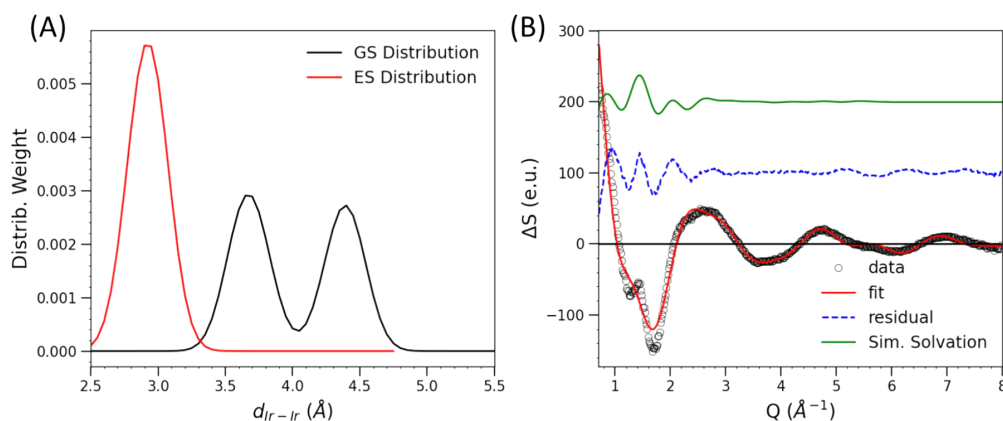 (A)
GS Distribution
ES Distribution
Distrib. Weight
0.005
0.004
0.003
0.002
0.001
0.000
2.5 3.0 3.5 4.0 4.5 5.0 5.5
d_{Ir−Ir} (Å)
(B)
ΔS (e.u.)
300
200
100
0
−100
data
fit
residual
Sim. Solvation
1 2 3 4 5 6 7 8
Q (Å⁻¹)